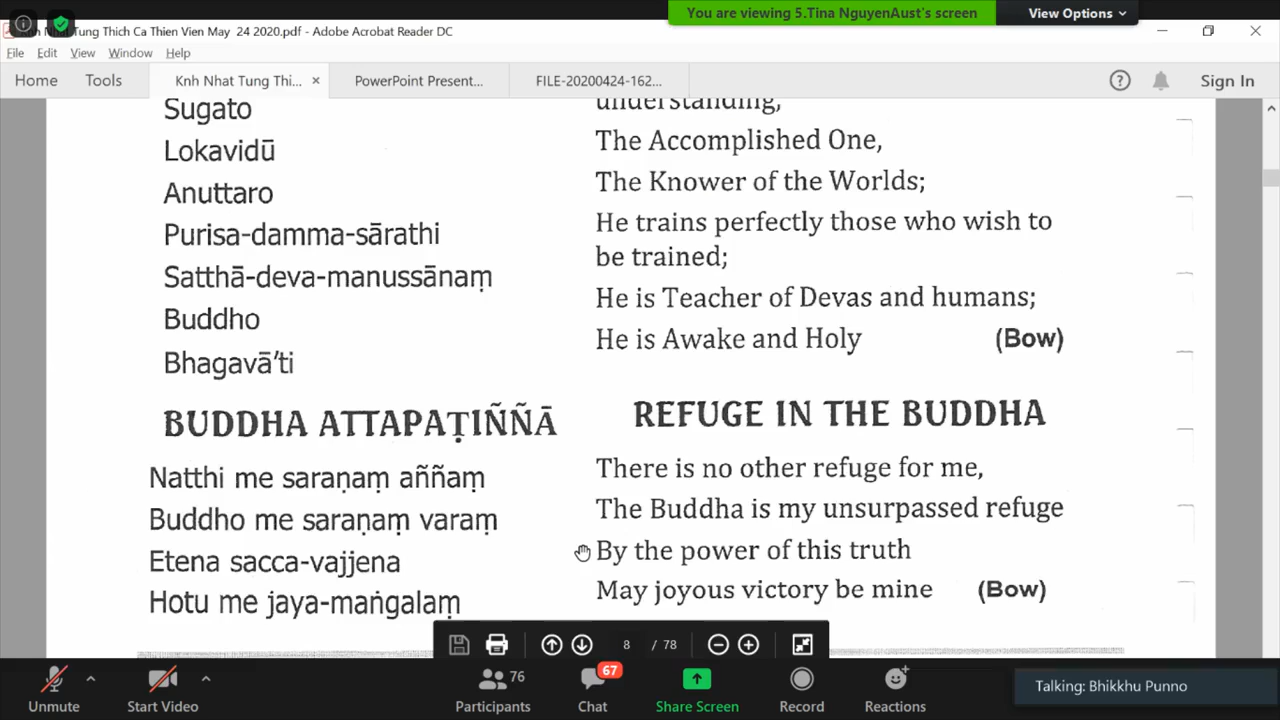 You are viewing 5.Tina NguyenAust's screen
View Options
Nhat Tung Thich Ca Thien Vien May 24 2020.pdf - Adobe Acrobat Reader DC
File Edit View Window Help
Home Tools Knh Nhat Tung Thi... × PowerPoint Present... FILE-20200424-162... Sign In
Sugato
Lokavidū
Anuttaro
Purisa-damma-sārathi
Satthā-deva-manussānaṃ
Buddho
Bhagavā'ti
BUDDHA ATTAPAṬIÑÑĀ
Natthi me saraṇaṃ aññaṃ
Buddho me saraṇaṃ varaṃ
Etena sacca-vajjena
Hotu me jaya-maṅgalaṃ
understanding,
The Accomplished One,
The Knower of the Worlds;
He trains perfectly those who wish to
be trained;
He is Teacher of Devas and humans;
He is Awake and Holy (Bow)
REFUGE IN THE BUDDHA
There is no other refuge for me,
The Buddha is my unsurpassed refuge
By the power of this truth
May joyous victory be mine (Bow)
8 / 78
76 67
Unmute Start Video Participants Chat Share Screen Record Reactions
Talking: Bhikkhu Punno